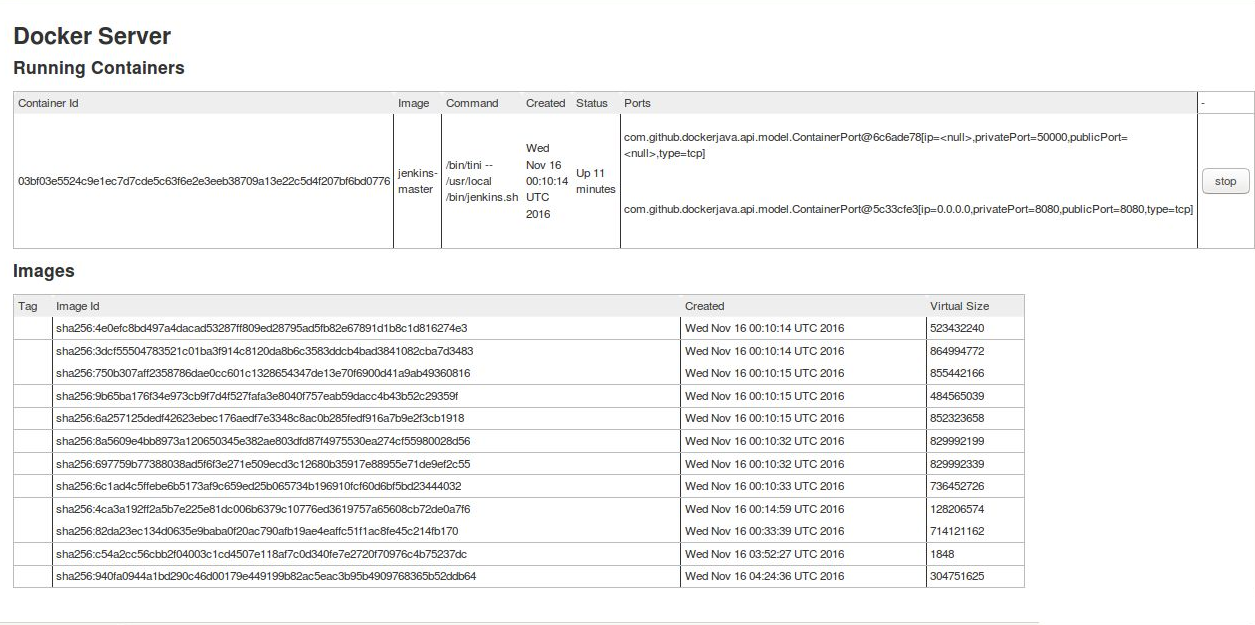 Docker Server
Running Containers
Container Id Image Command Created Status Ports -
03bf03e5524c9e1ec7d7cde5c63f6e2e3eeb38709a13e22c5d4f207bf6bd0776 jenkins-master /bin/tini -- /usr/local /bin/jenkins.sh Wed Nov 16 00:10:14 UTC 2016 Up 11 minutes com.github.dockerjava.api.model.ContainerPort@6c6ade78[ip=<null>,privatePort=50000,publicPort=
<null>,type=tcp]
com.github.dockerjava.api.model.ContainerPort@5c33cfe3[ip=0.0.0.0,privatePort=8080,publicPort=8080,type=tcp] stop
Images
Tag Image Id Created Virtual Size
sha256:4e0efc8bd497a4dacad53287ff809ed28795ad5fb82e67891d1b8c1d816274e3 Wed Nov 16 00:10:14 UTC 2016 523432240
sha256:3dcf55504783521c01ba3f914c8120da8b6c3583ddcb4bad3841082cba7d3483 Wed Nov 16 00:10:14 UTC 2016 864994772
sha256:750b307aff2358786dae0cc601c1328654347de13e70f6900d41a9ab49360816 Wed Nov 16 00:10:15 UTC 2016 855442166
sha256:9b65ba176f34e973cb9f7d4f527fafa3e8040f757eab59dacc4b43b52c29359f Wed Nov 16 00:10:15 UTC 2016 484565039
sha256:6a257125dedf42623ebec176aedf7e3348c8ac0b285fedf916a7b9e2f3cb1918 Wed Nov 16 00:10:15 UTC 2016 852323658
sha256:8a5609e4bb8973a120650345e382ae803dfd87f4975530ea274cf55980028d56 Wed Nov 16 00:10:32 UTC 2016 829992199
sha256:697759b77388038ad5f6f3e271e509ecd3c12680b35917e88955e71de9ef2c55 Wed Nov 16 00:10:32 UTC 2016 829992339
sha256:6c1ad4c5ffebe6b5173af9c659ed25b065734b196910fcf60d6bf5bd23444032 Wed Nov 16 00:10:33 UTC 2016 736452726
sha256:4ca3a192ff2a5b7e225e81dc006b6379c10776ed3619757a65608cb72de0a7f6 Wed Nov 16 00:14:59 UTC 2016 128206574
sha256:82da23ec134d0635e9baba0f20ac790afb19ae4eaffc51f1ac8fe45c214fb170 Wed Nov 16 00:33:39 UTC 2016 714121162
sha256:c54a2cc56cbb2f04003c1cd4507e118af7c0d340fe7e2720f70976c4b75237dc Wed Nov 16 03:52:27 UTC 2016 1848
sha256:940fa0944a1bd290c46d00179e449199b82ac5eac3b95b4909768365b52ddb64 Wed Nov 16 04:24:36 UTC 2016 304751625